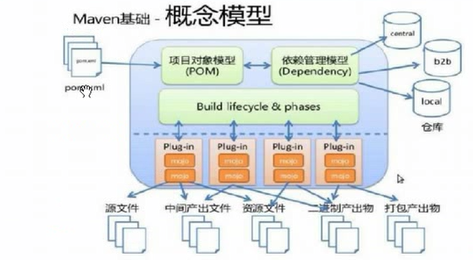 Maven基础 - 概念模型
pom.xml
项目对象模型
(POM)
依赖管理模型
(Dependency)
central
b2b
local
仓库
Build lifecycle & phases
Plug-in
mojo
mojo
Plug-in
mojo
mojo
Plug-in
mojo
mojo
Plug-in
mojo
mojo
源文件
中间产出文件
资源文件
二进制产出物
打包产出物